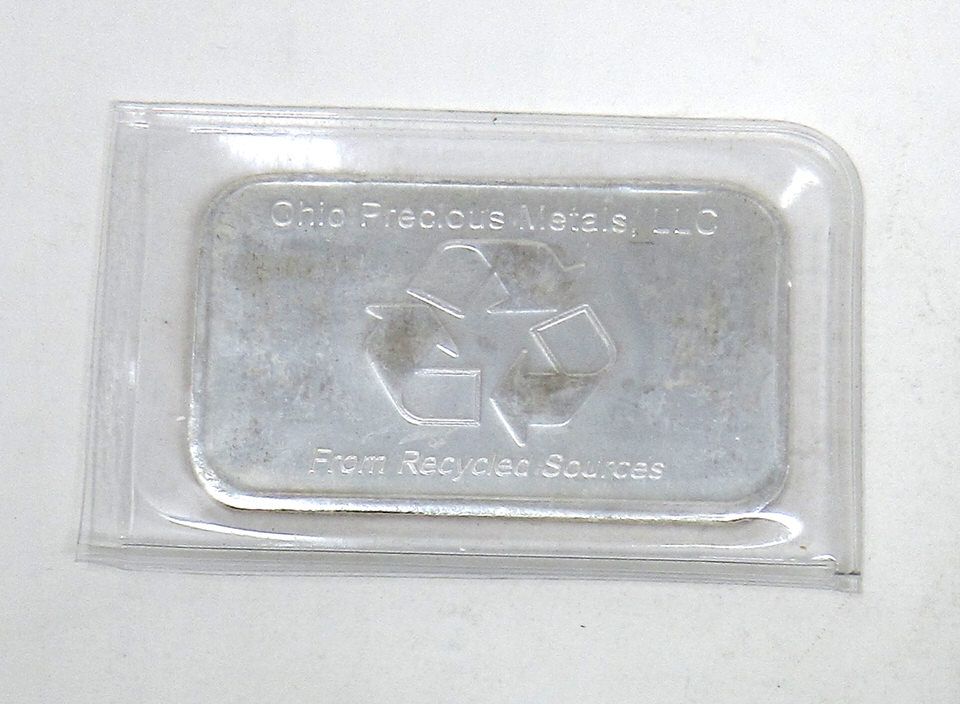 Ohio Precious Metals, LLC
From Recycled Sources